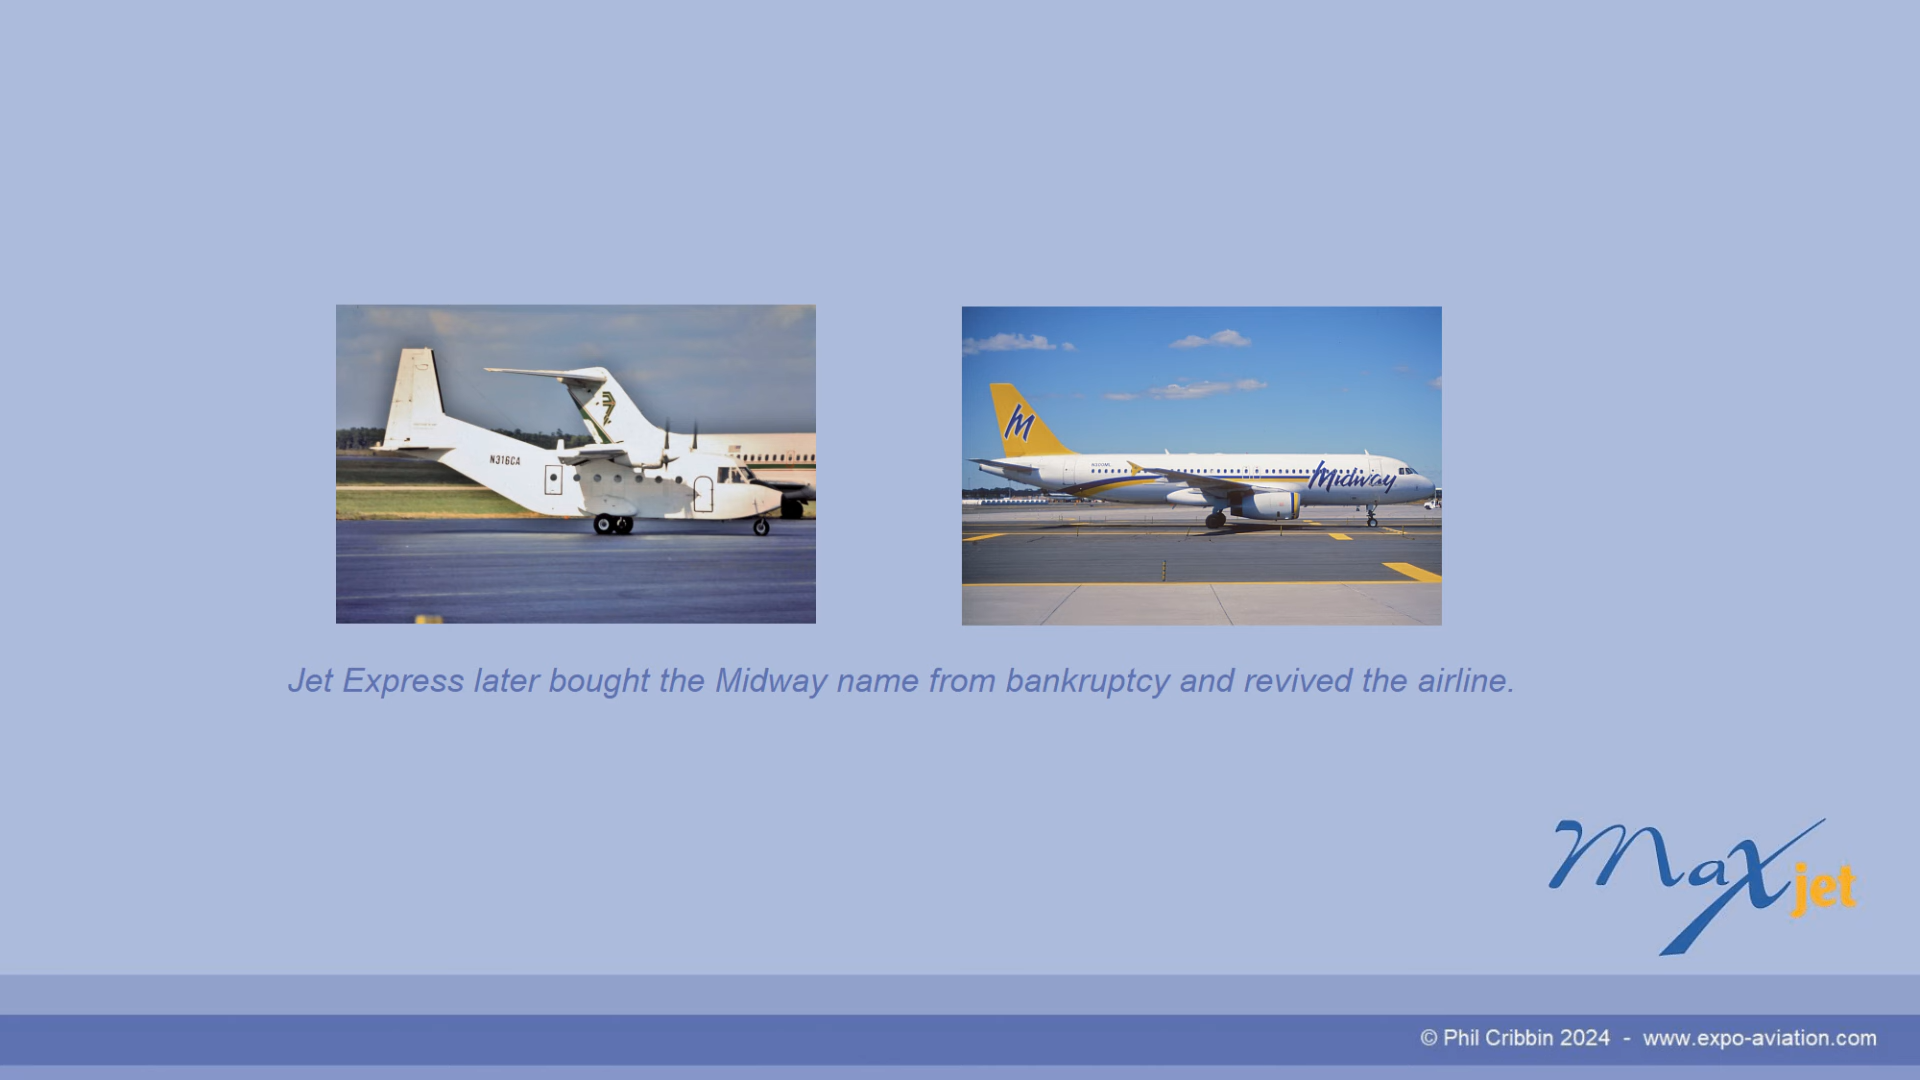 N316CA
M
Midway
Jet Express later bought the Midway name from bankruptcy and revived the airline.
Maxjet
© Phil Cribbin 2024 - www.expo-aviation.com